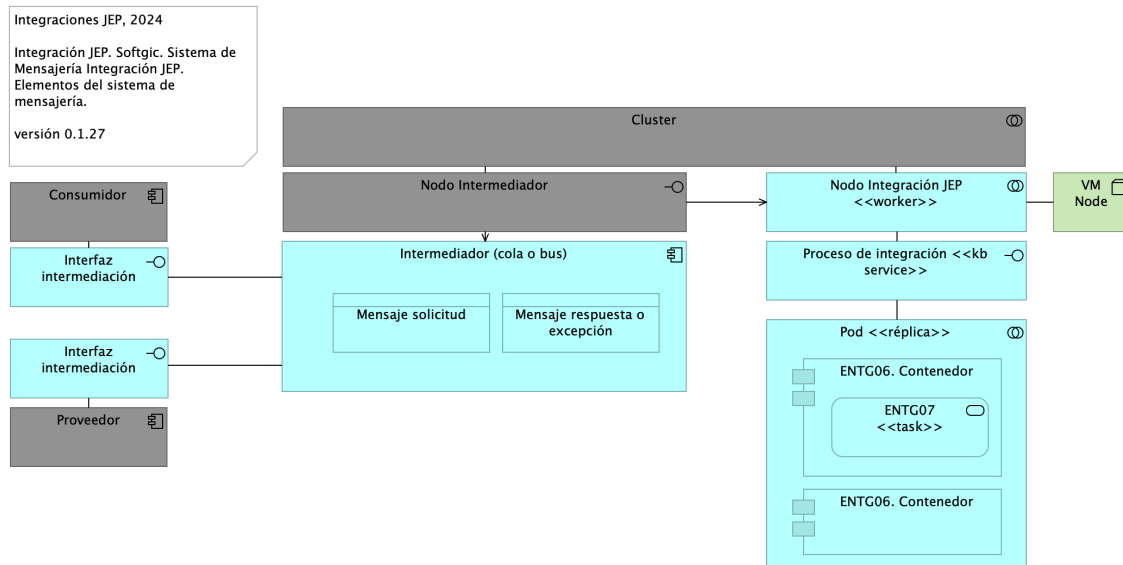 Integraciones JEP, 2024
Integración JEP. Softgic. Sistema de
Mensajería Integración JEP.
Elementos del sistema de
mensajería.
versión 0.1.27
Cluster
Consumidor
Nodo Intermediador
Nodo Integración JEP
<<worker>>
VM
Node
Interfaz
intermediación
Intermediador (cola o bus)
Proceso de integración <<kb
service>>
Mensaje solicitud
Mensaje respuesta o
excepción
Pod <<réplica>>
Interfaz
intermediación
ENTG06. Contenedor
ENTG07
<<task>>
Proveedor
ENTG06. Contenedor